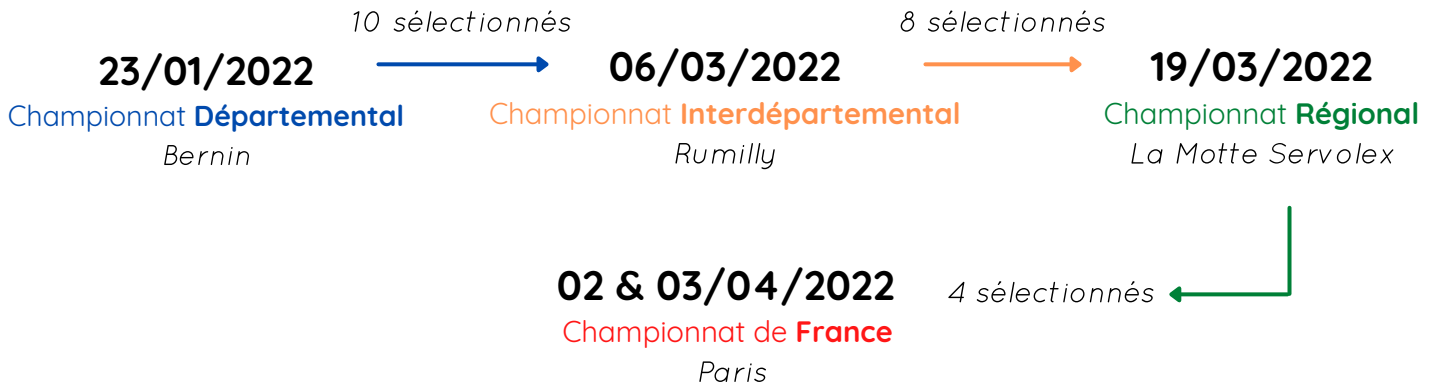 10 sélectionnés
8 sélectionnés
23/01/2022
Championnat Départemental
Bernin
06/03/2022
Championnat Interdépartemental
Rumilly
19/03/2022
Championnat Régional
La Motte Servolex
02 & 03/04/2022
Championnat de France
Paris
4 sélectionnés